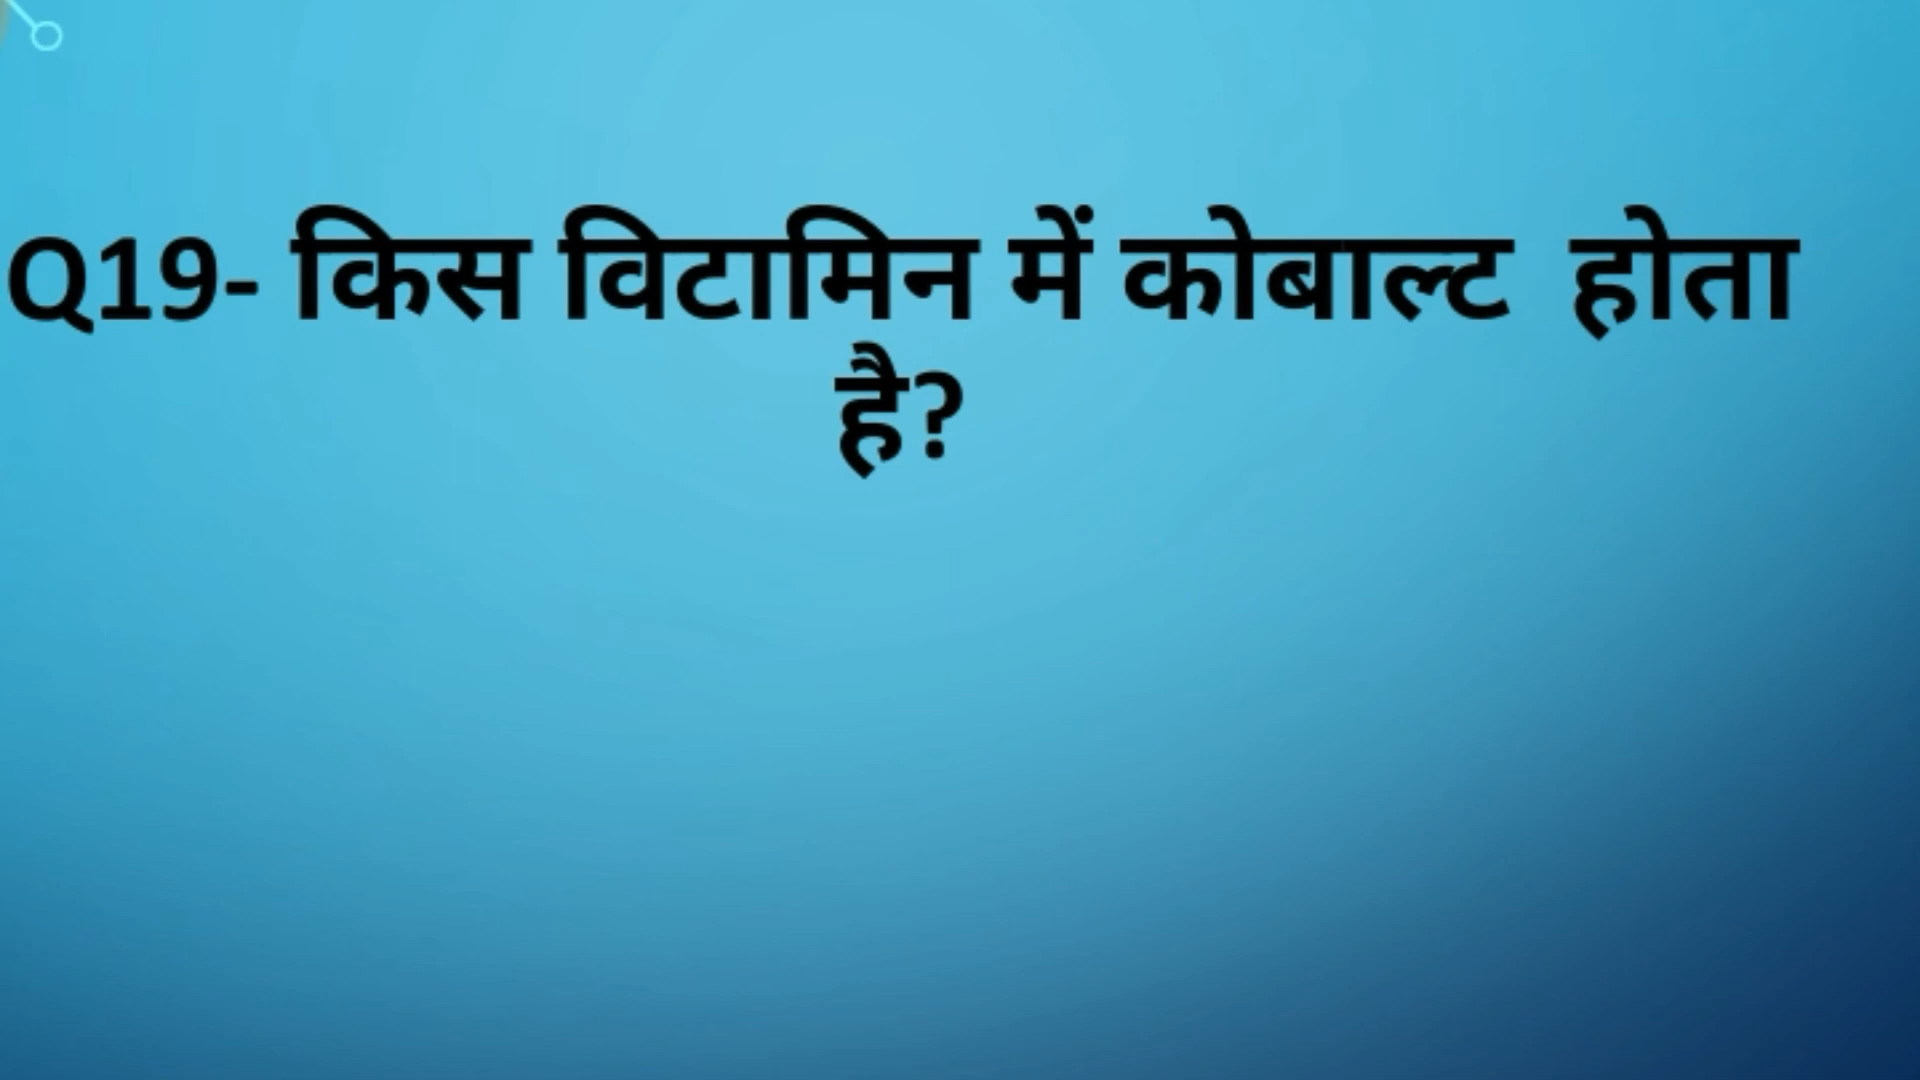 Q19- किस विटामिन में कोबाल्ट होता
है?